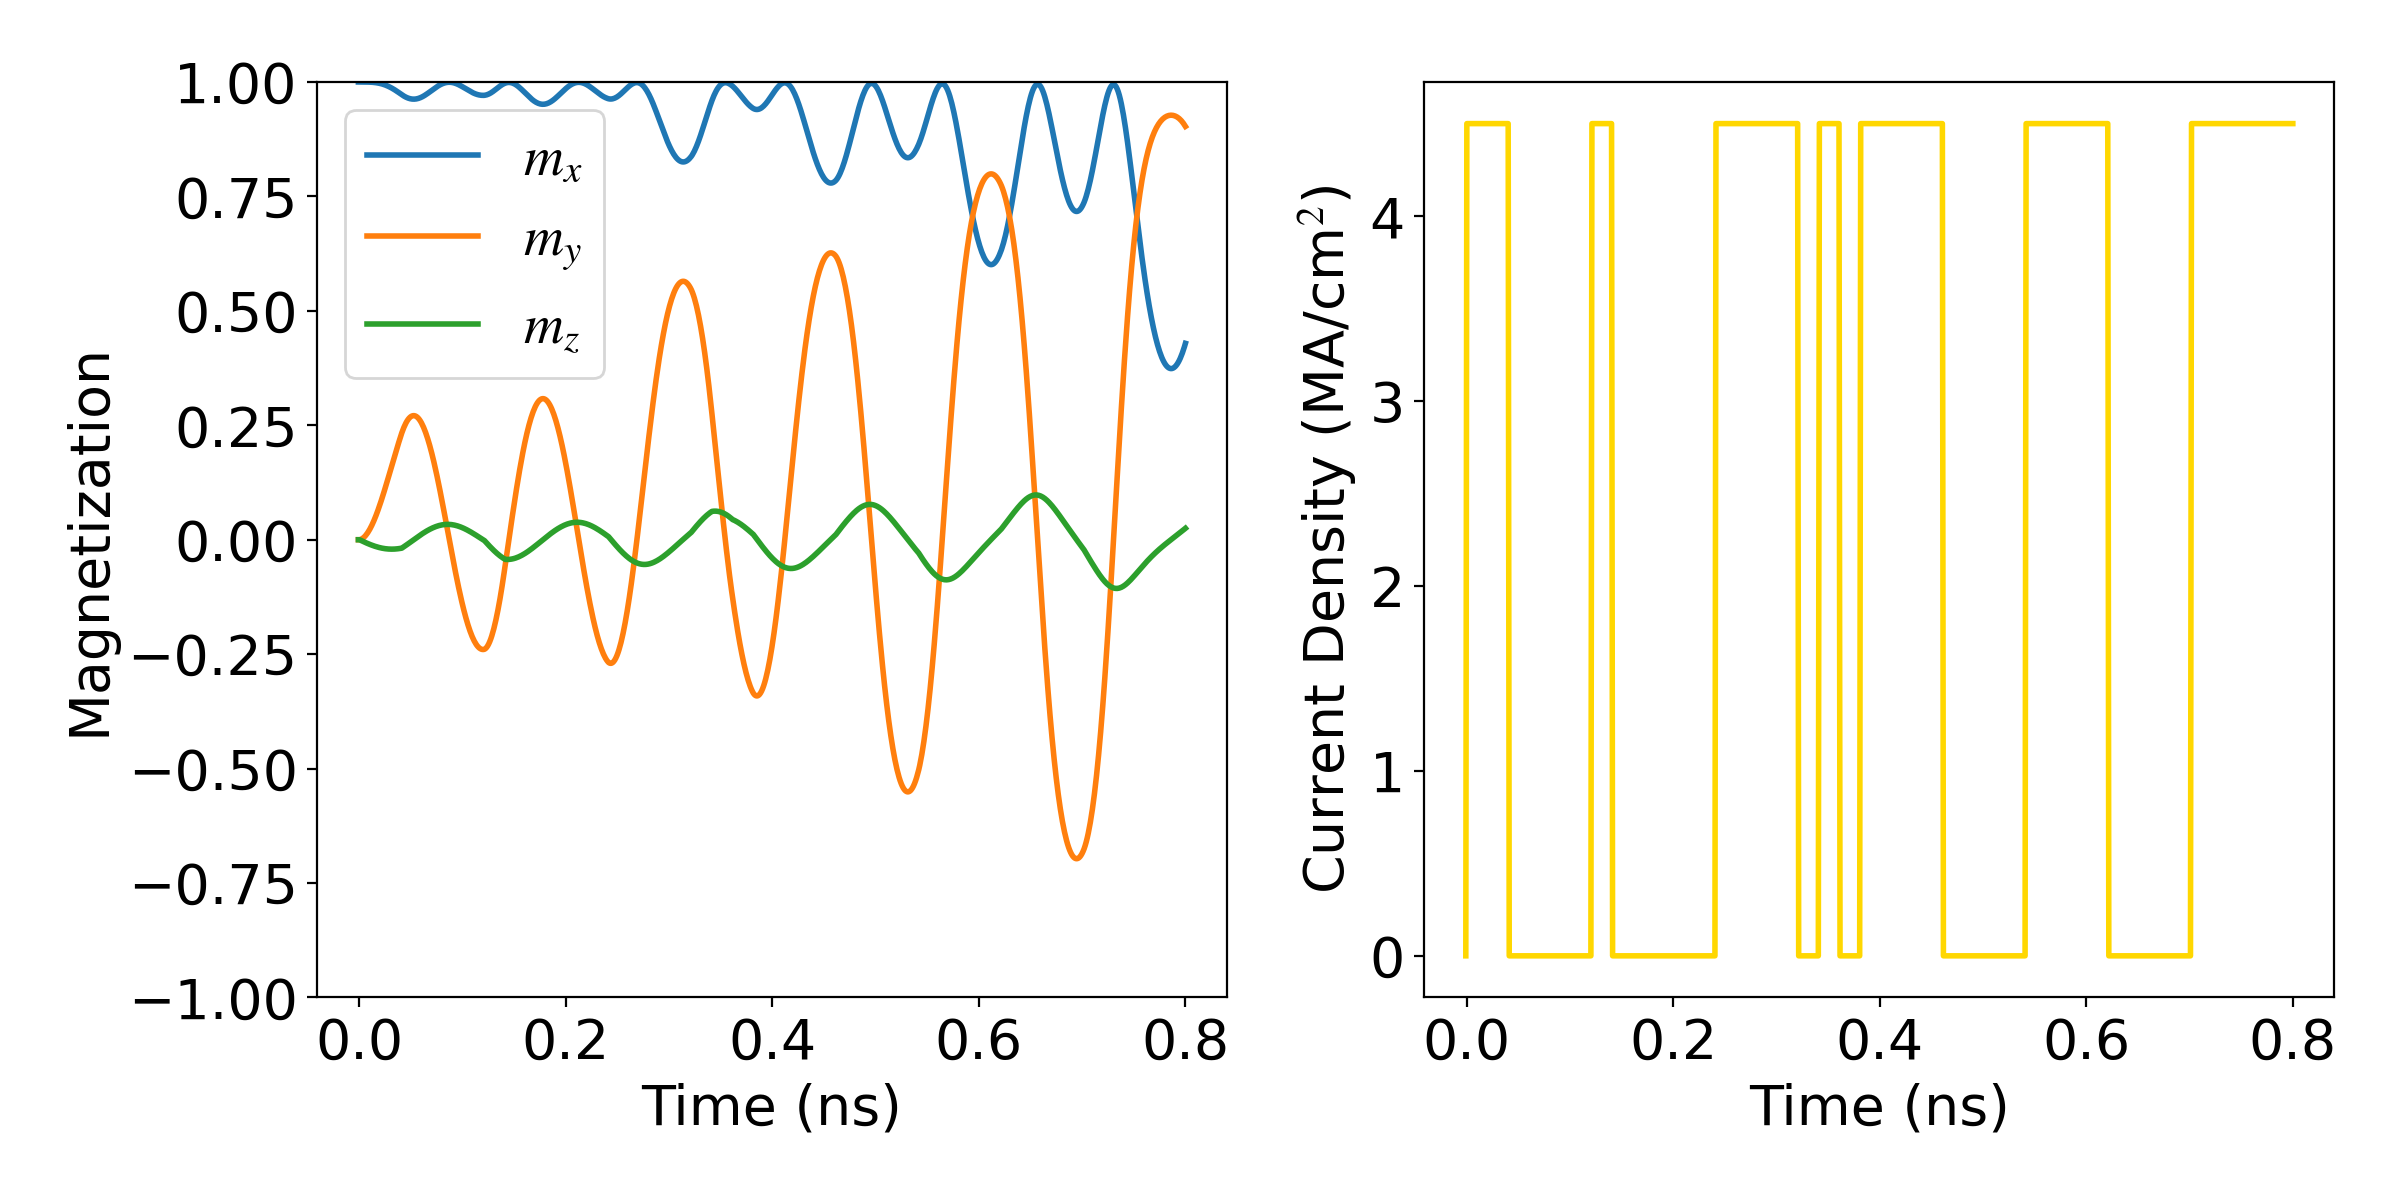 1.00
0.75
0.50
0.25
0.00
−0.25
−0.50
−0.75
−1.00
Magnetization
mₓ
m_y
m_z
0.0 0.2 0.4 0.6 0.8
Time (ns)
4
3
2
1
0
Current Density (MA/cm²)
0.0 0.2 0.4 0.6 0.8
Time (ns)